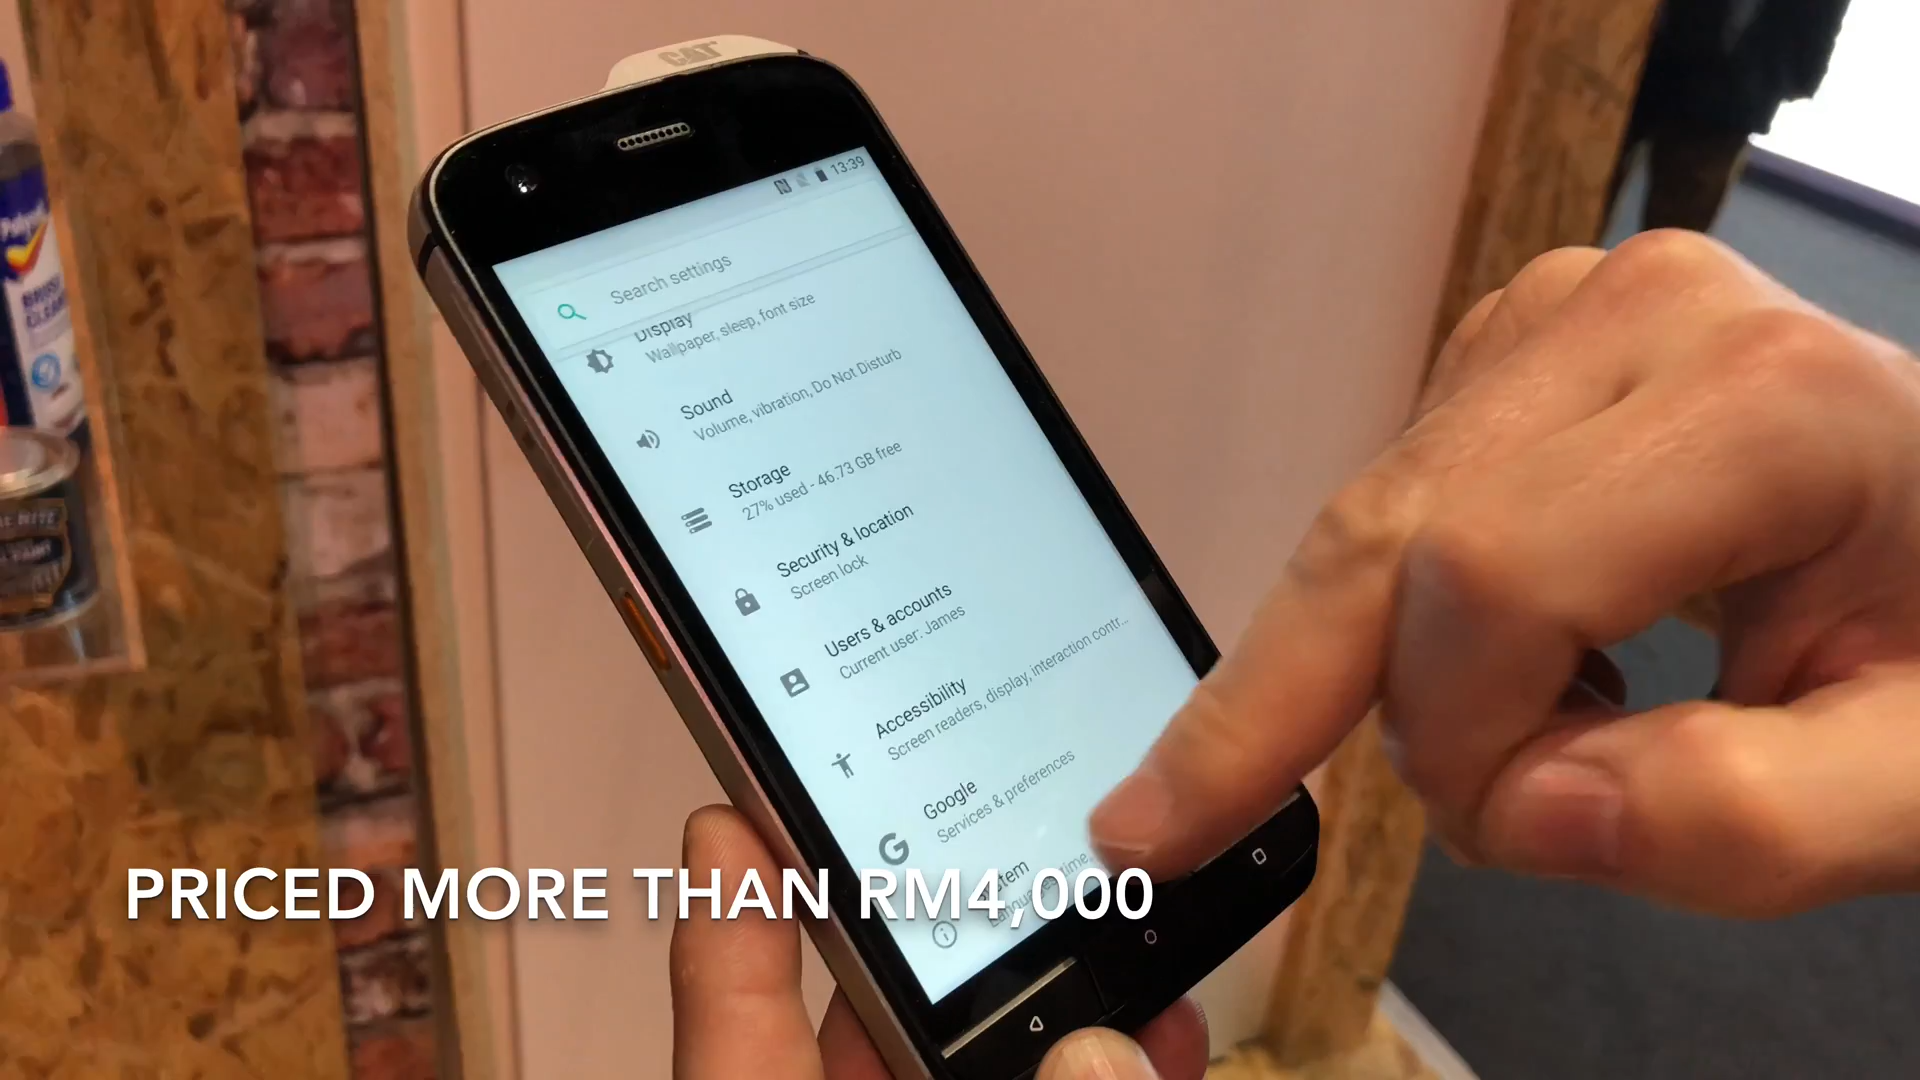 CAT
13:39
Search settings
Display
Wallpaper, sleep, font size
Sound
Volume, vibration, Do Not Disturb
Storage
27% used - 46.73 GB free
Security & location
Screen lock
Users & accounts
Current user: James
Accessibility
Screen readers, display, interaction contr...
Google
Services & preferences
PRICED MORE THAN RM4,000